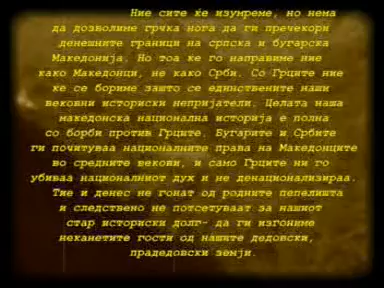 Ние сите ќе изумреме, но нема
да дозволиме грчка нога да ги пречекори
денешните граници на српска и бугарска
Македонија. Но тоа ќе го направиме ние
како Македонци, не како Срби. Со Грците ние
ќе се бориме зашто се единствените наши
вековни историски непријатели. Целата наша
македонска национална историја е полна
со борби против Грците. Бугарите и Србите
ги почитуваа националните права на Македонците
во средните векови, и само Грците ни го
убиваа националниот дух и не денационализираа.
Тие и денес не гонат од родните пепелишта
и следствено не потсетуваат за нашиот
стар историски долг- да ги изгониме
неканетите гости од нашите дедовски,
прадедовски земји.